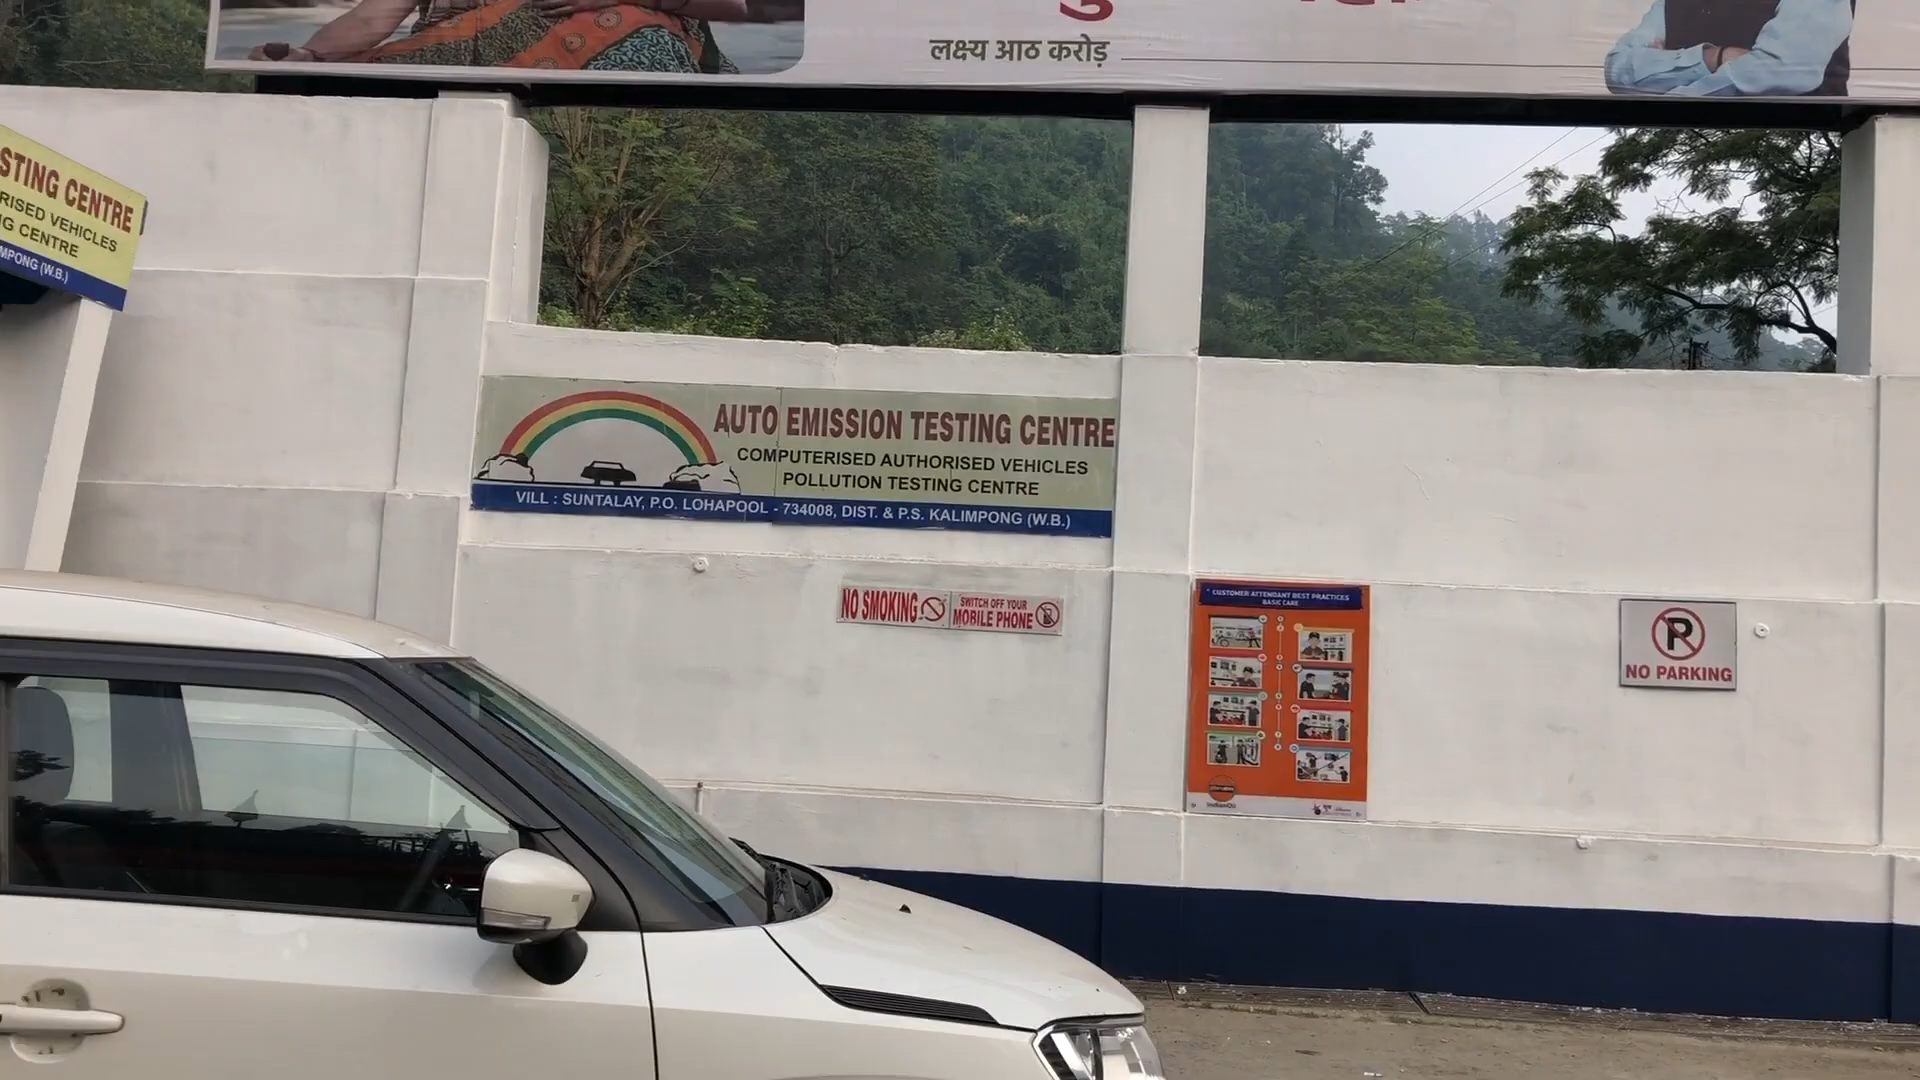 लक्ष्य आठ करोड़
STING CENTRE
RISED VEHICLES
G CENTRE
MPONG (W.B.)
AUTO EMISSION TESTING CENTRE
COMPUTERISED AUTHORISED VEHICLES
POLLUTION TESTING CENTRE
VILL : SUNTALAY, P.O. LOHAPOOL - 734008, DIST. & P.S. KALIMPONG (W.B.)
NO SMOKING
SWITCH OFF YOUR
MOBILE PHONE
CUSTOMER ATTENDANT BEST PRACTICES
BASIC CARE
IndianOil
P
NO PARKING